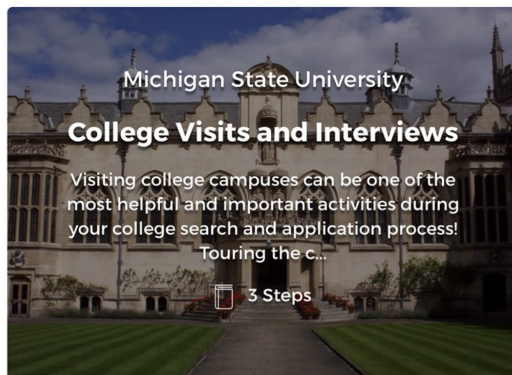 Michigan State University
College Visits and Interviews
Visiting college campuses can be one of the
most helpful and important activities during
your college search and application process!
Touring the c...
3 Steps